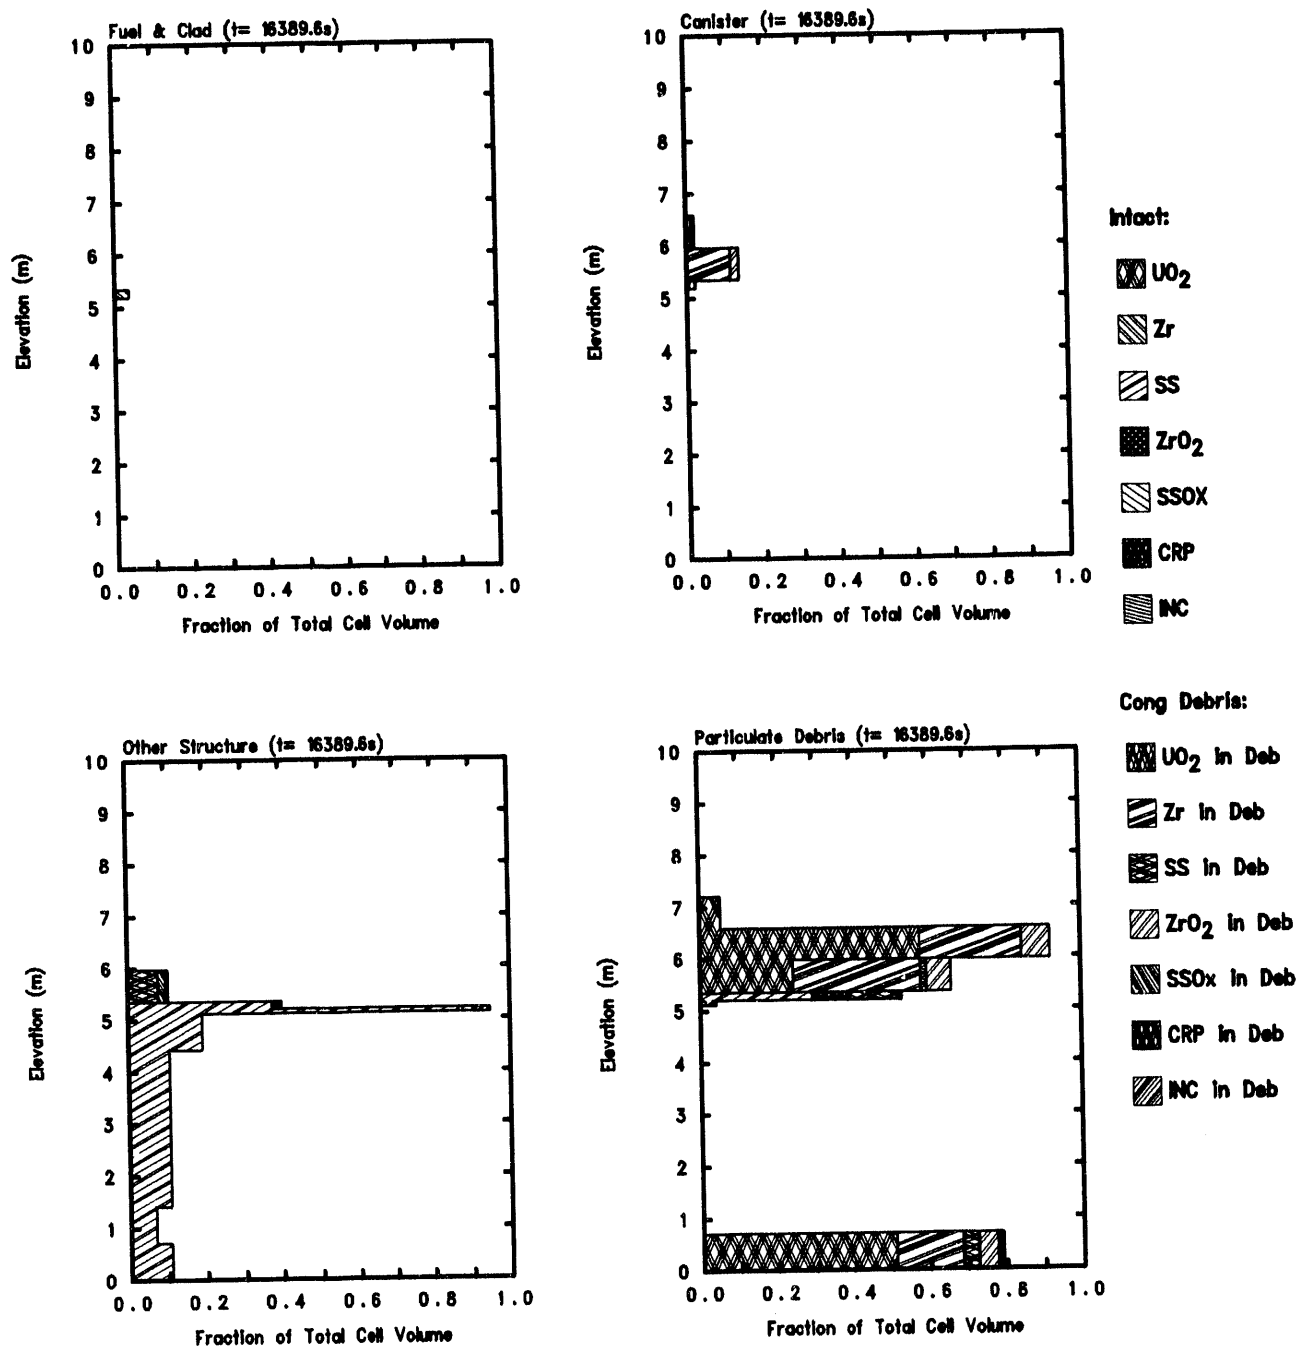 Fuel & Clad (t= 16389.6s)
10
9
8
7
6
5
4
3
2
1
0
Elevation (m)
0.0 0.2 0.4 0.6 0.8 1.0
Fraction of Total Cell Volume
Canister (t= 16389.6s)
10
9
8
7
6
5
4
3
2
1
0
Elevation (m)
0.0 0.2 0.4 0.6 0.8 1.0
Fraction of Total Cell Volume
Intact:
UO2
Zr
SS
ZrO2
SSOX
CRP
INC
Other Structure (t= 16389.6s)
10
9
8
7
6
5
4
3
2
1
0
Elevation (m)
0.0 0.2 0.4 0.6 0.8 1.0
Fraction of Total Cell Volume
Particulate Debris (t= 16389.6s)
10
9
8
7
6
5
4
3
2
1
0
Elevation (m)
0.0 0.2 0.4 0.6 0.8 1.0
Fraction of Total Cell Volume
Cong Debris:
UO2 in Deb
Zr in Deb
SS in Deb
ZrO2 in Deb
SSOx in Deb
CRP in Deb
INC in Deb